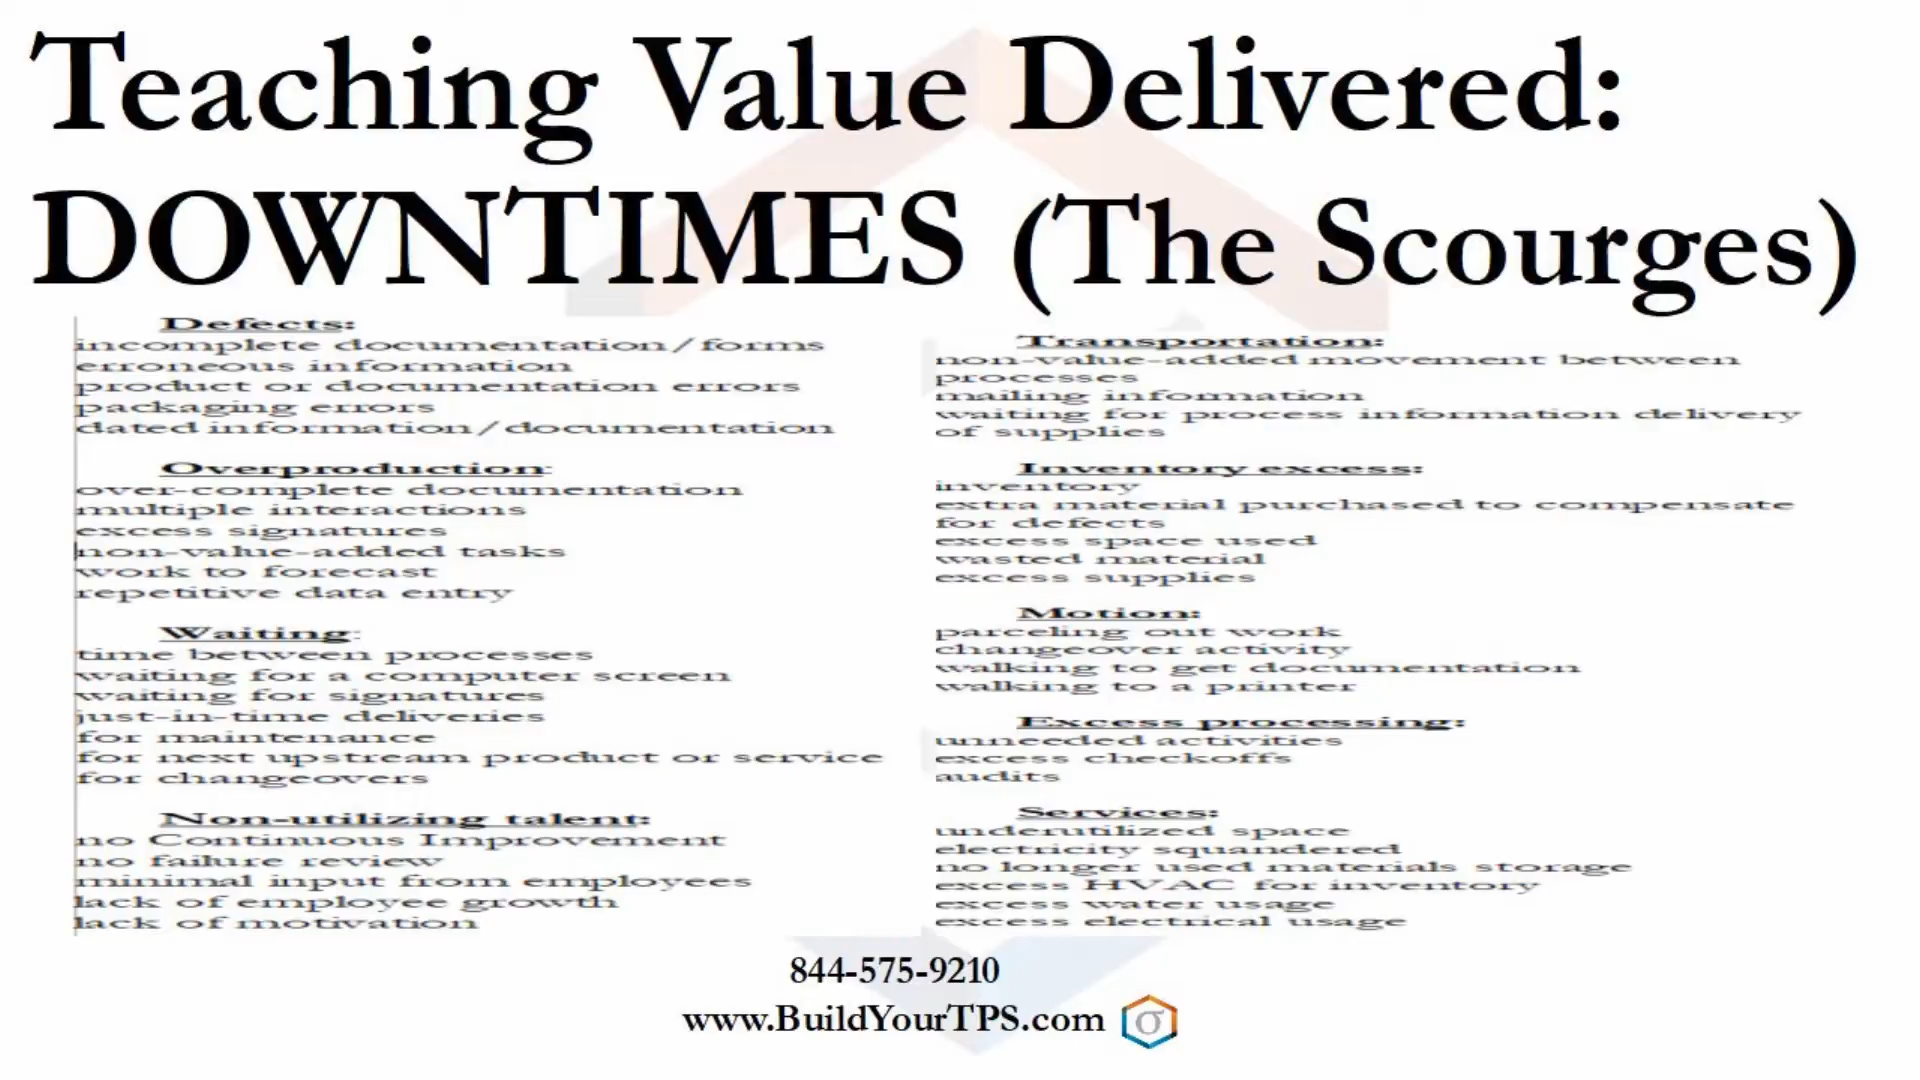 Teaching Value Delivered:
DOWNTIMES (The Scourges)
Defects:
incomplete documentation/forms
erroneous information
product or documentation errors
packaging errors
dated information/documentation
Overproduction:
over-complete documentation
multiple interactions
excess signatures
non-value-added tasks
work to forecast
repetitive data entry
Waiting:
time between processes
waiting for a computer screen
waiting for signatures
just-in-time deliveries
for maintenance
for next upstream product or service
for changeovers
Non-utilizing talent:
no Continuous Improvement
no failure review
minimal input from employees
lack of employee growth
lack of motivation
Transportation:
non-value-added movement between
processes
mailing information
waiting for process information delivery
of supplies
Inventory excess:
inventory
extra material purchased to compensate
for defects
excess space used
wasted material
excess supplies
Motion:
parceling out work
changeover activity
walking to get documentation
walking to a printer
Excess processing:
unneeded activities
excess checkoffs
audits
Services:
underutilized space
electricity squandered
no longer used materials storage
excess HVAC for inventory
excess water usage
excess electrical usage
844-575-9210
www.BuildYourTPS.com
σ